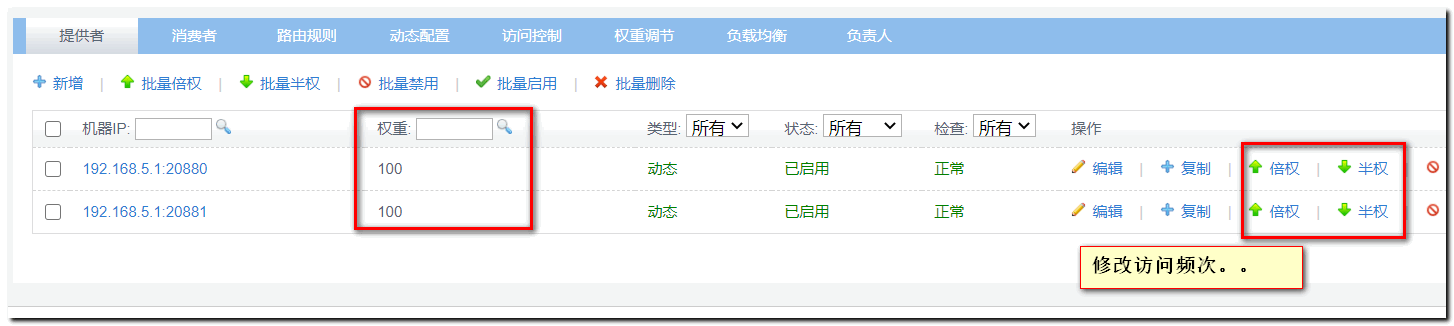 提供者 消费者 路由规则 动态配置 访问控制 权重调节 负载均衡 负责人
新增 | 批量倍权 | 批量半权 | 批量禁用 | 批量启用 | 批量删除
机器IP: 权重: 类型: 所有 状态: 所有 检查: 所有 操作
192.168.5.1:20880 100 动态 已启用 正常 编辑 | 复制 | 倍权 | 半权 |
192.168.5.1:20881 100 动态 已启用 正常 编辑 | 复制 | 倍权 | 半权 |
修改访问频次。。